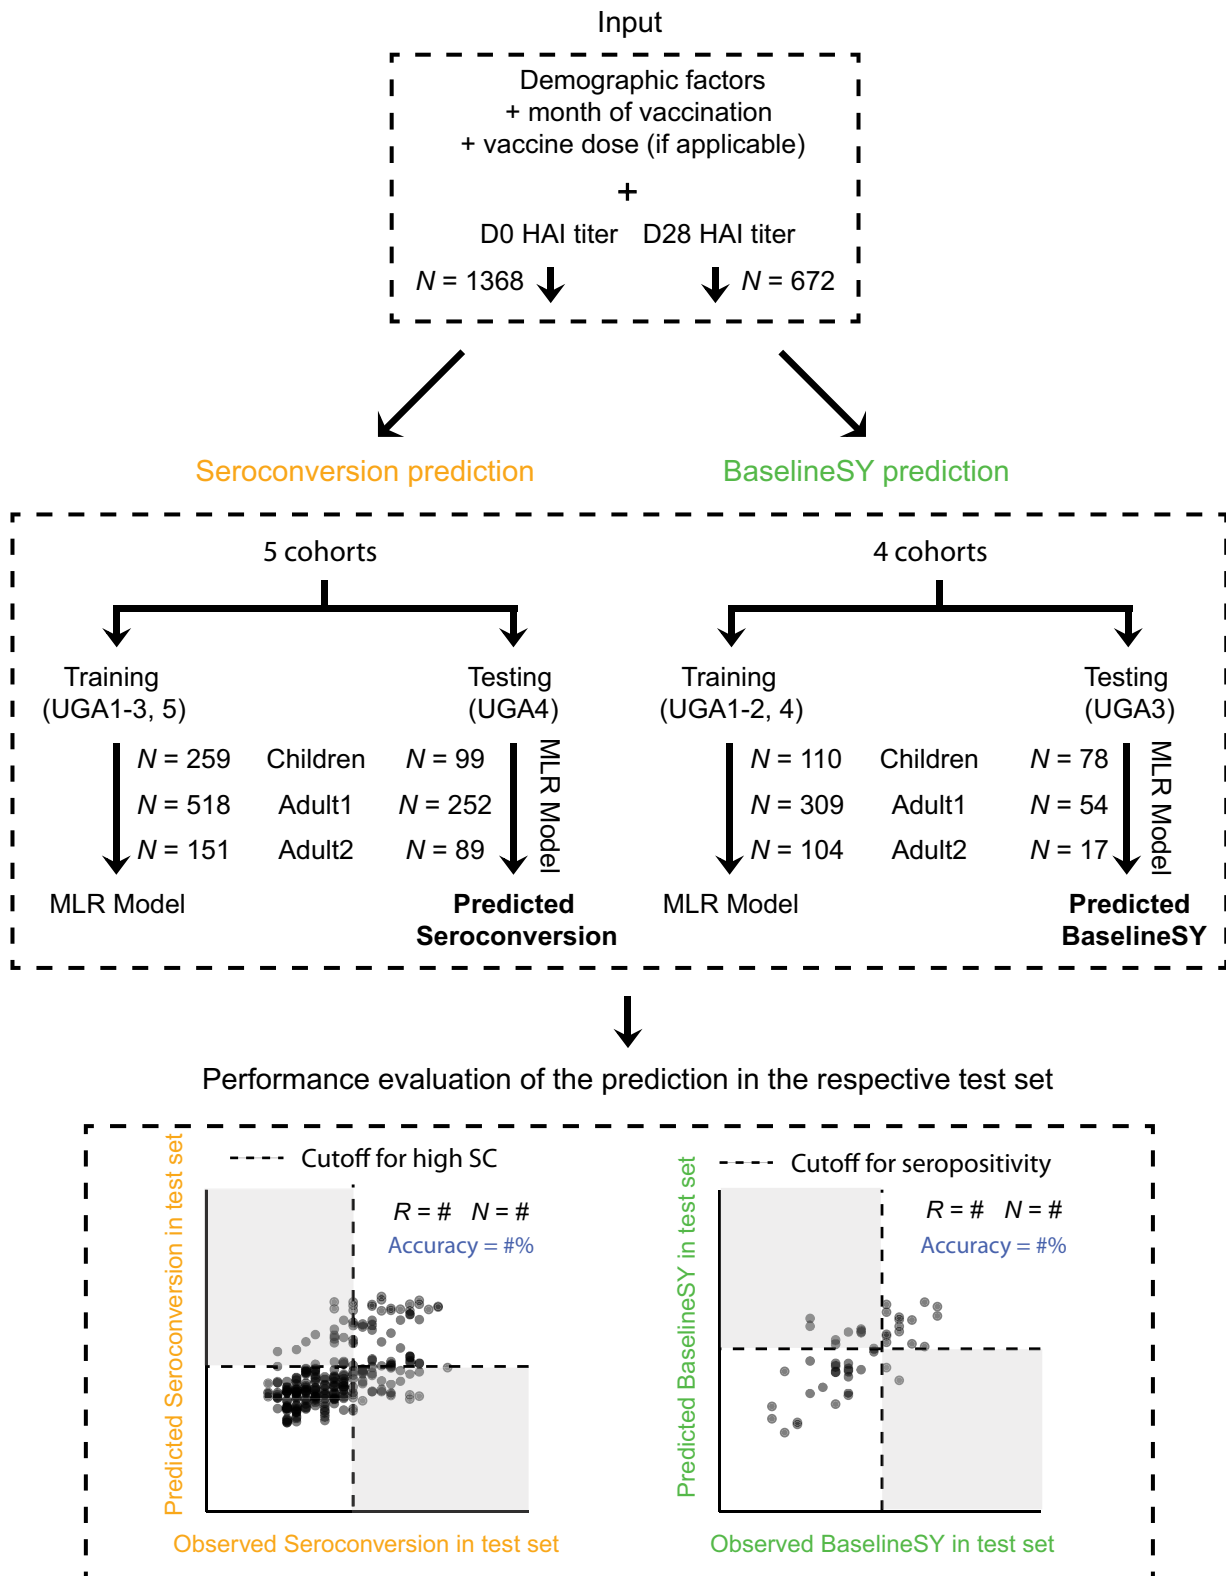 Input
Demographic factors
+ month of vaccination
+ vaccine dose (if applicable)
+
D0 HAI titer D28 HAI titer
N = 1368 N = 672
Seroconversion prediction BaselineSY prediction
5 cohorts 4 cohorts
Training Testing Training Testing
(UGA1-3, 5) (UGA4) (UGA1-2, 4) (UGA3)
N = 259 Children N = 99 N = 110 Children N = 78
N = 518 Adult1 N = 252 N = 309 Adult1 N = 54
N = 151 Adult2 N = 89 N = 104 Adult2 N = 17
MLR Model
MLR Model
MLR Model Predicted MLR Model Predicted
Seroconversion BaselineSY
Performance evaluation of the prediction in the respective test set
Predicted Seroconversion in test set
Cutoff for high SC
R = # N = #
Accuracy = #%
Observed Seroconversion in test set
Predicted BaselineSY in test set
Cutoff for seropositivity
R = # N = #
Accuracy = #%
Observed BaselineSY in test set